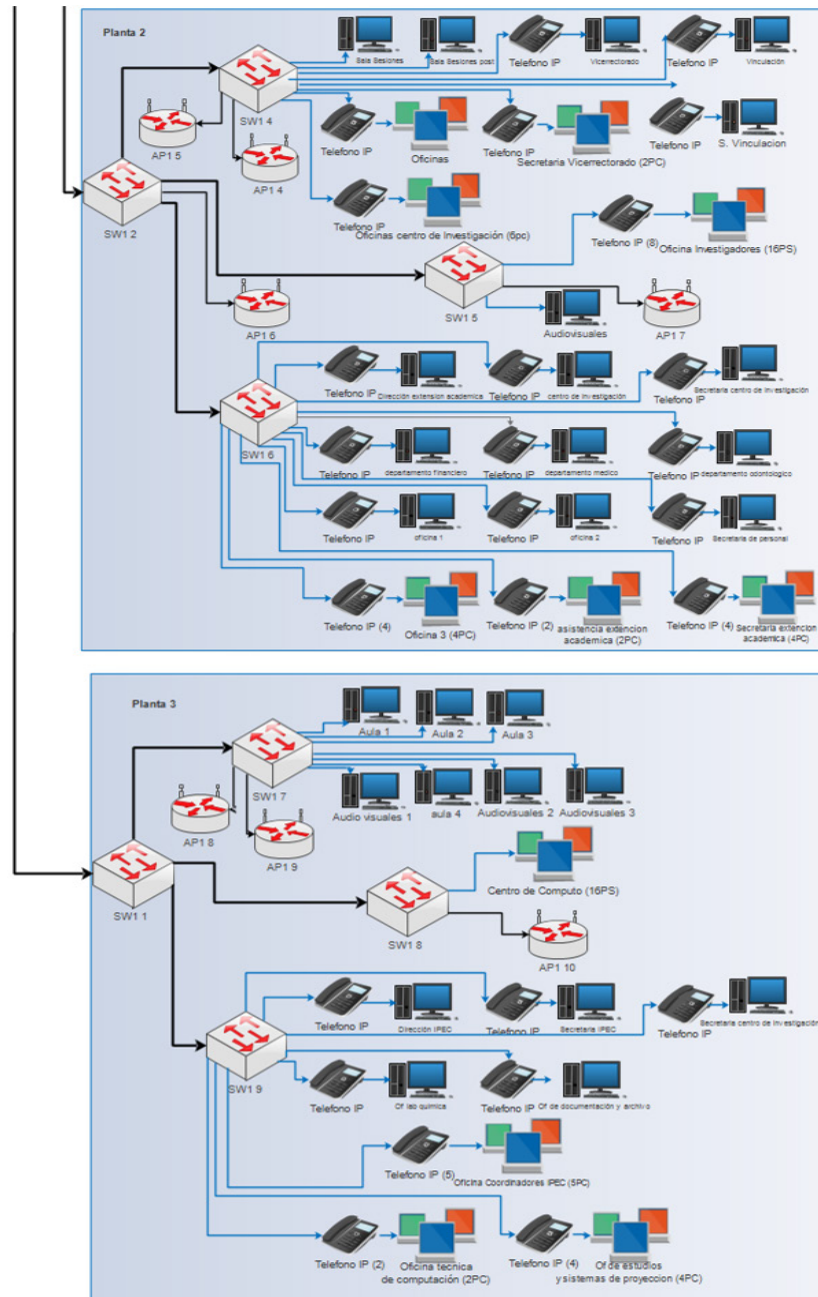 Planta 2
Sala Sesiones
Sala Sesiones post
Telefono IP
Vicerrectorado
Telefono IP
Vinculación
SW1 4
AP1 5
AP1 4
Telefono IP
Oficinas
Telefono IP
Secretaria Vicerrectorado (2PC)
Telefono IP
S. Vinculacion
SW1 2
Telefono IP
Oficinas centro de Investigación (6pc)
Telefono IP (8)
Oficina Investigadores (16PS)
SW1 5
AP1 6
Audiovisuales
AP1 7
Telefono IP
Dirección extension academica
Telefono IP
centro de investigación
Telefono IP
Secretaria centro de investigación
SW1 6
Telefono IP
departamento financiero
Telefono IP
departamento medico
Telefono IP
departamento odontologico
Telefono IP
oficina 1
Telefono IP
oficina 2
Telefono IP
Secretaria de personal
Telefono IP (4)
Oficina 3 (4PC)
Telefono IP (2)
asistencia extencion
academica (2PC)
Telefono IP (4)
Secretaria extencion
academica (4PC)
Planta 3
Aula 1
Aula 2
Aula 3
SW1 7
AP1 8
AP1 9
Audio visuales 1
aula 4
Audiovisuales 2
Audiovisuales 3
SW1 1
Centro de Computo (16PS)
SW1 8
AP1 10
Telefono IP
Dirección IPEC
Telefono IP
Secretaria IPEC
Telefono IP
Secretaria centro de investigación
SW1 9
Telefono IP
Of lab quimica
Telefono IP
Of de documentación y archivo
Telefono IP (5)
Oficina Coordinadores IPEC (5PC)
Telefono IP (2)
Oficina técnica
de computación (2PC)
Telefono IP (4)
Of de estudios
y sistemas de proyeccion (4PC)